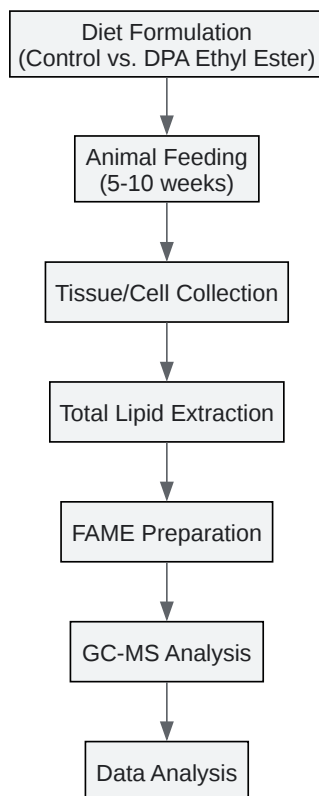 Diet Formulation
(Control vs. DPA Ethyl Ester)
Animal Feeding
(5-10 weeks)
Tissue/Cell Collection
Total Lipid Extraction
FAME Preparation
GC-MS Analysis
Data Analysis